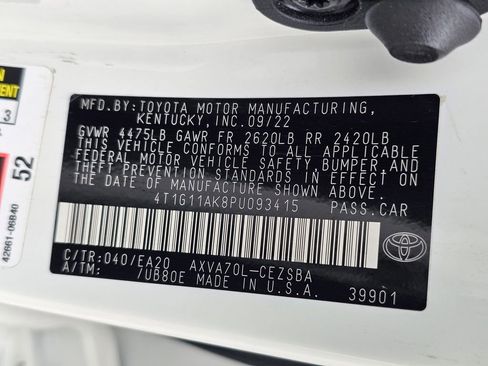 MFD.BY:TOYOTA MOTOR MANUFACTURING,
KENTUCKY,INC.09/22
GVWR 4475LB GAWR FR 2620LB RR 2420LB
THIS VEHICLE CONFORMS TO ALL APPLICABLE
FEDERAL MOTOR VEHICLE SAFETY,BUMPER AND
THEFT PREVENTION STANDARDS IN EFFECT ON
THE DATE OF MANUFACTURE SHOWN ABOVE.
4T1G11AK8PU093415 PASS.CAR
C/TR:040/EA20 AXVA70L-CEZSBA
A/TM: 7UB80E MADE IN U.S.A.
39901
3
52
42661-06B40